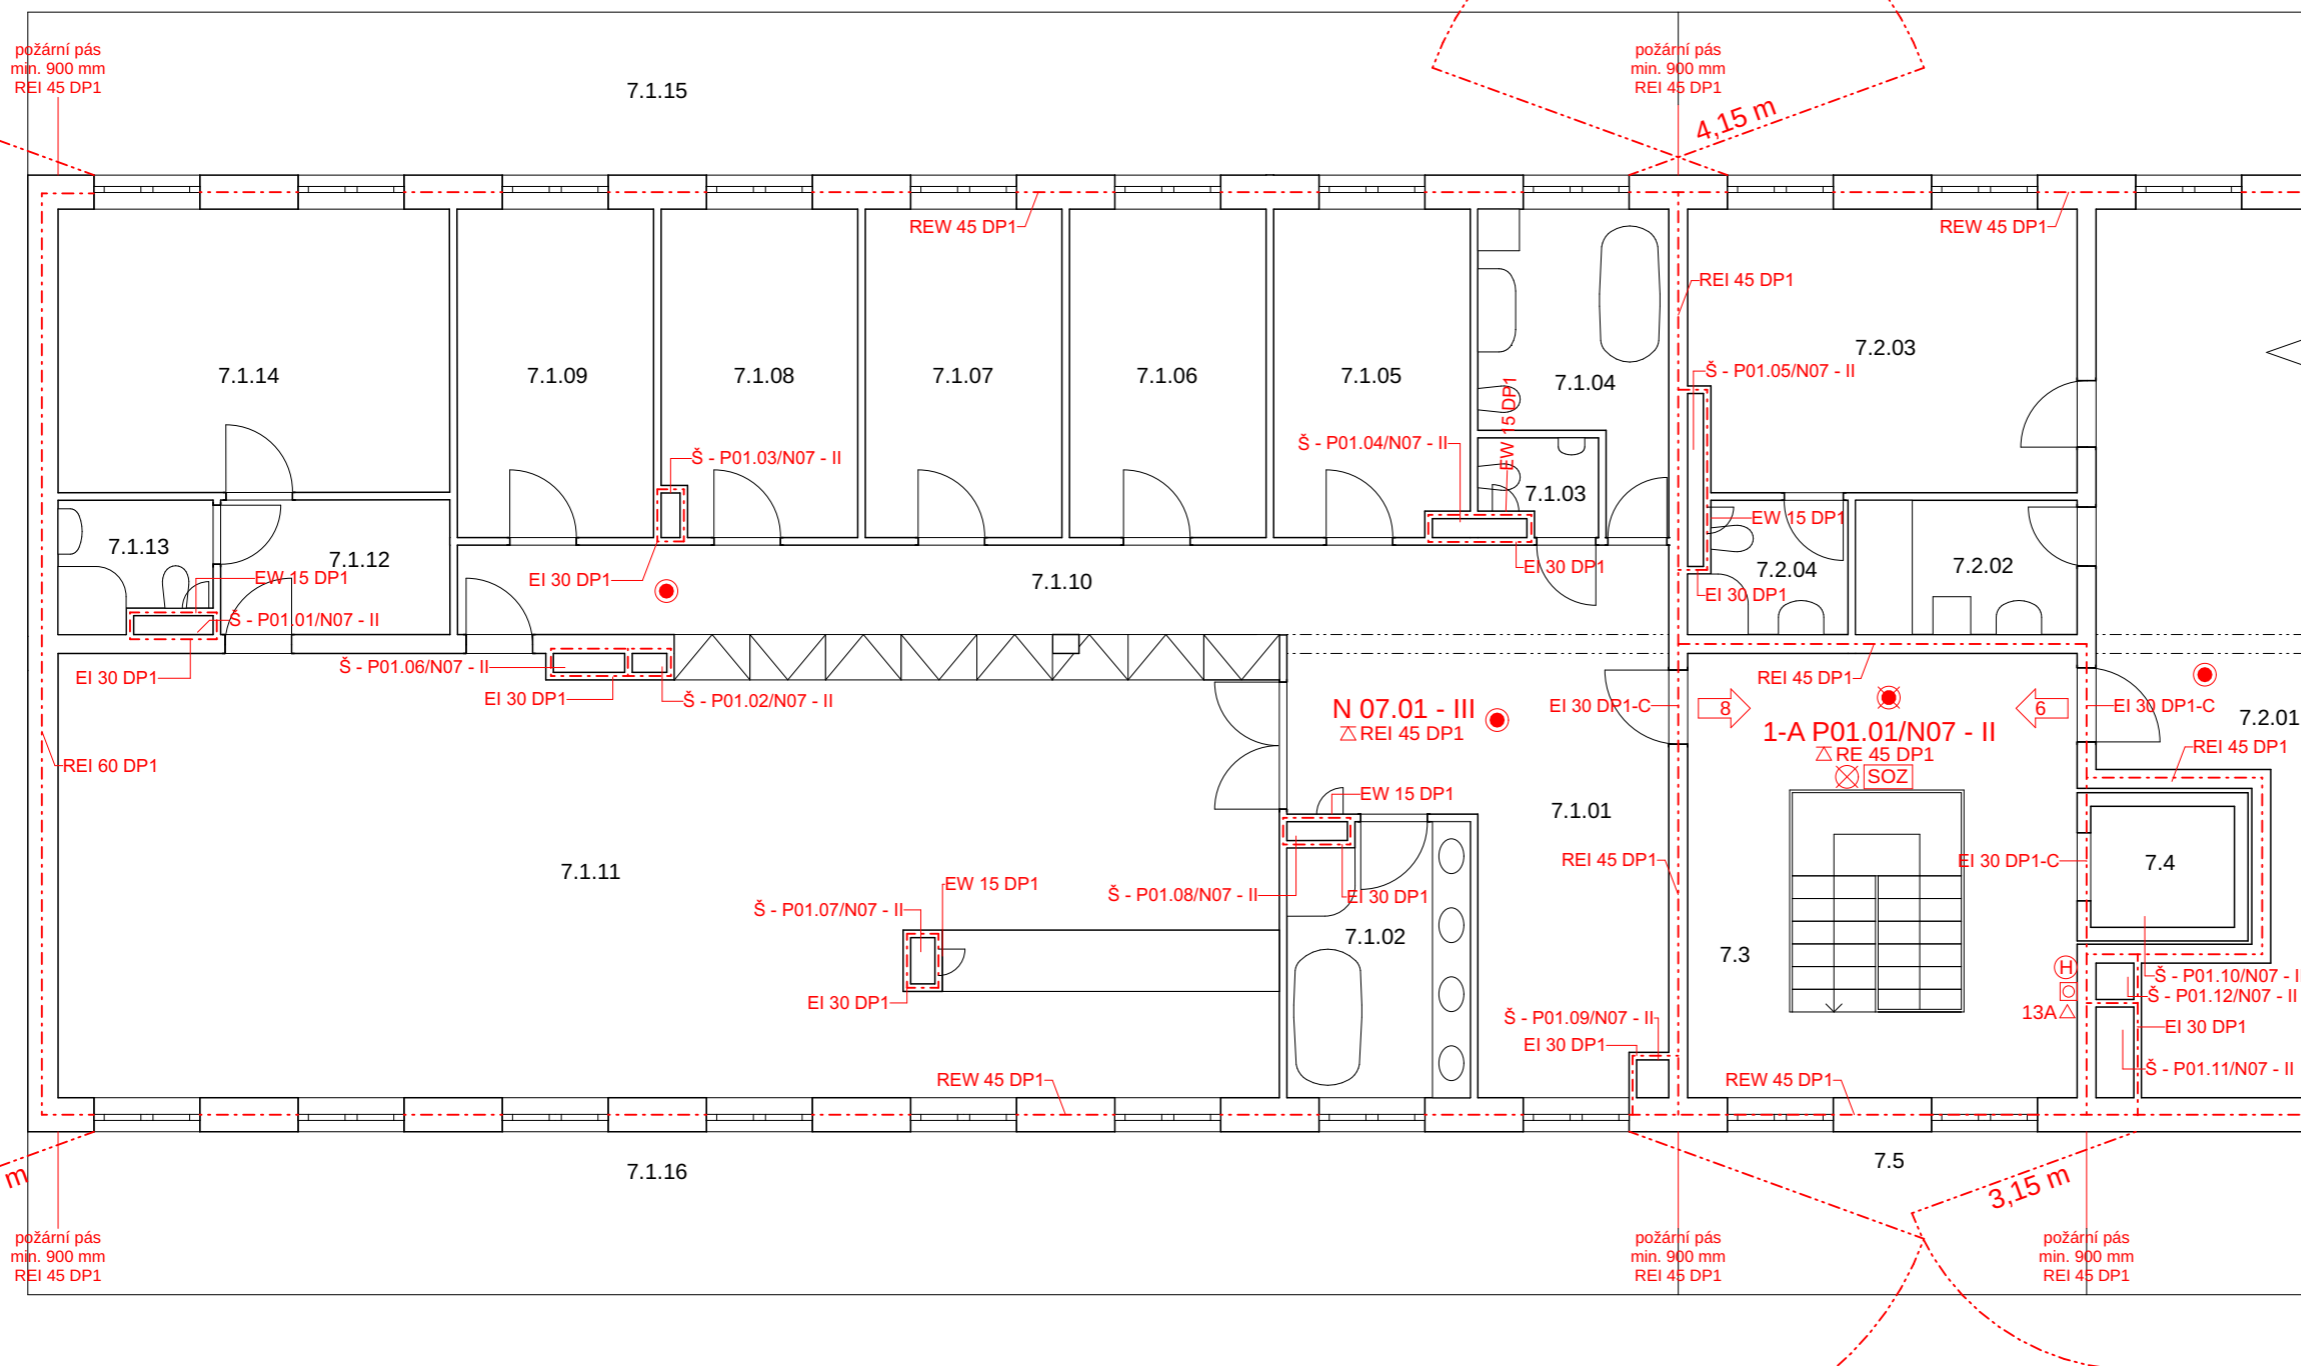 požární pás
min. 900 mm
REI 45 DP1
7.1.15
požární pás
min. 900 mm
REI 45 DP1
4,15 m
REW 45 DP1
REW 45 DP1
REI 45 DP1
7.1.14
7.1.09
7.1.08
7.1.07
7.1.06
7.1.05
7.1.04
7.2.03
Š - P01.05/N07 - II
EW 15 DP1
Š - P01.03/N07 - II
Š - P01.04/N07 - II
7.1.03
EW 15 DP1
7.1.13
7.1.12
EW 15 DP1
EI 30 DP1
7.1.10
EI 30 DP1
7.2.04
7.2.02
EI 30 DP1
Š - P01.01/N07 - II
EI 30 DP1
Š - P01.06/N07 - II
EI 30 DP1
Š - P01.02/N07 - II
REI 45 DP1
N 07.01 - III
REI 45 DP1
EI 30 DP1-C
8
6
EI 30 DP1-C
7.2.01
1-A P01.01/N07 - II
RE 45 DP1
SOZ
REI 45 DP1
REI 60 DP1
EW 15 DP1
7.1.01
7.1.11
REI 45 DP1
EI 30 DP1-C
7.4
EW 15 DP1
Š - P01.08/N07 - II
EI 30 DP1
Š - P01.07/N07 - II
7.1.02
7.3
H
Š - P01.10/N07 - I
Š - P01.12/N07 - II
EI 30 DP1
13A
Š - P01.09/N07 - II
EI 30 DP1
EI 30 DP1
Š - P01.11/N07 - II
REW 45 DP1
REW 45 DP1
m
7.1.16
7.5
3,15 m
požární pás
min. 900 mm
REI 45 DP1
požární pás
min. 900 mm
REI 45 DP1
požární pás
min. 900 mm
REI 45 DP1